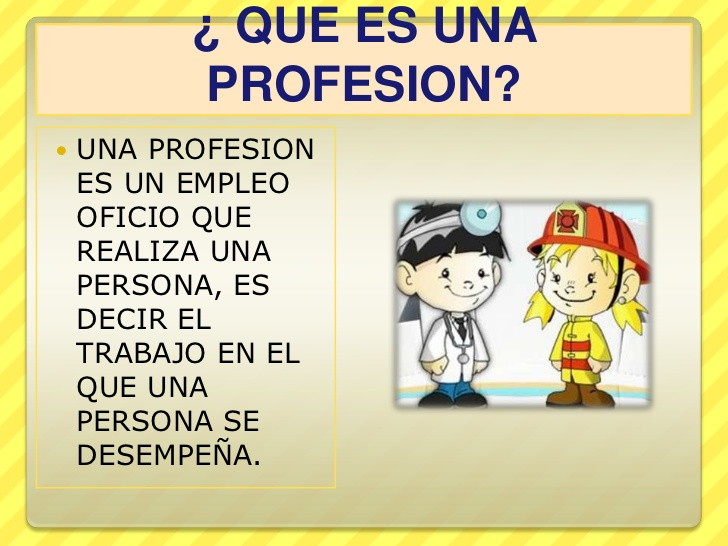 ¿ QUE ES UNA
PROFESION?
• UNA PROFESION
ES UN EMPLEO
OFICIO QUE
REALIZA UNA
PERSONA, ES
DECIR EL
TRABAJO EN EL
QUE UNA
PERSONA SE
DESEMPEÑA.